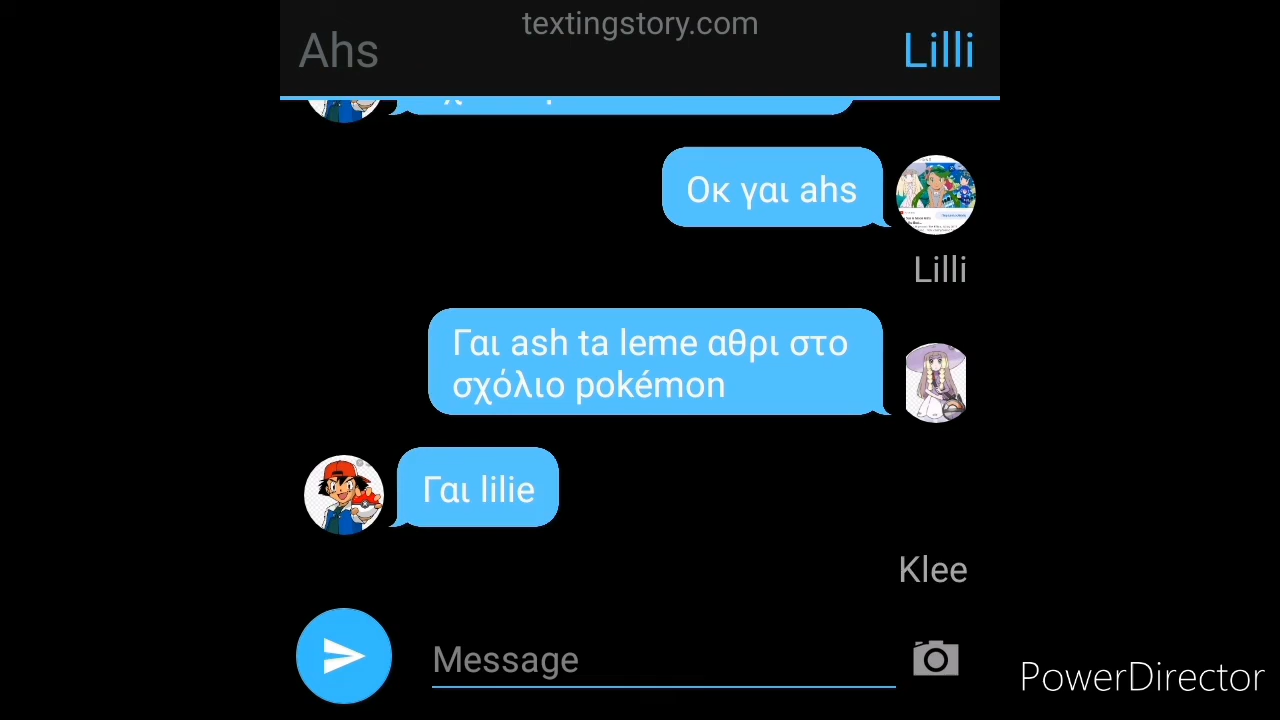 textingstory.com
Ahs
Lilli
Οκ γαι ahs
Lilli
Γαι ash ta leme αθρι στο
σχόλιο pokémon
Γαι lilie
Klee
Message
PowerDirector